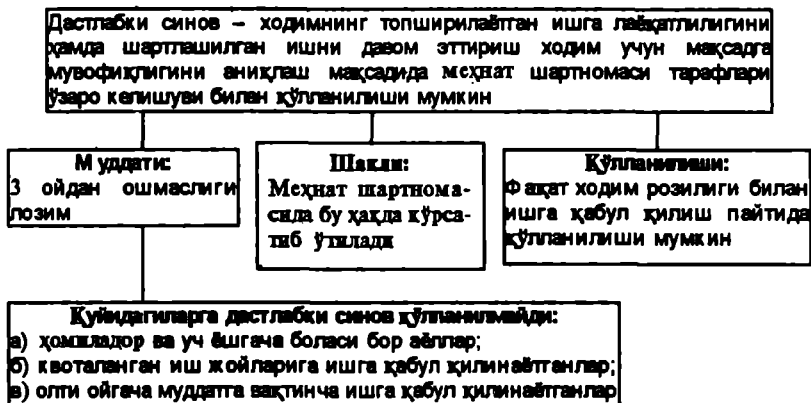 Дастлабки синов – ходимнинг топширилаётган ишга лаёқатлилигини
ҳамда шартлашилган ишни давом эттириш ходим учун мақсадга
мувофиқлигини аниқлаш мақсадида меҳнат шартномаси тарафлари
ўзаро келишуви билан қўлланилиши мумкин
Муддати:
3 ойдан ошмаслиги
лозим
Шакли:
Меҳнат шартнома-
сида бу ҳақда кўрса-
тиб ўтилади
Қўлланилиши:
Фақат ходим розилиги билан
ишга қабул қилиш пайтида
қўлланилиши мумкин
Қуйидагиларга дастлабки синов қўлланилмайди:
а) ҳомиладор ва уч ёшгача боласи бор аёллар;
б) квоталанган иш жойларига ишга қабул қилинаётганлар;
в) олти ойгача муддатга вақтинча ишга қабул қилинаётганлар